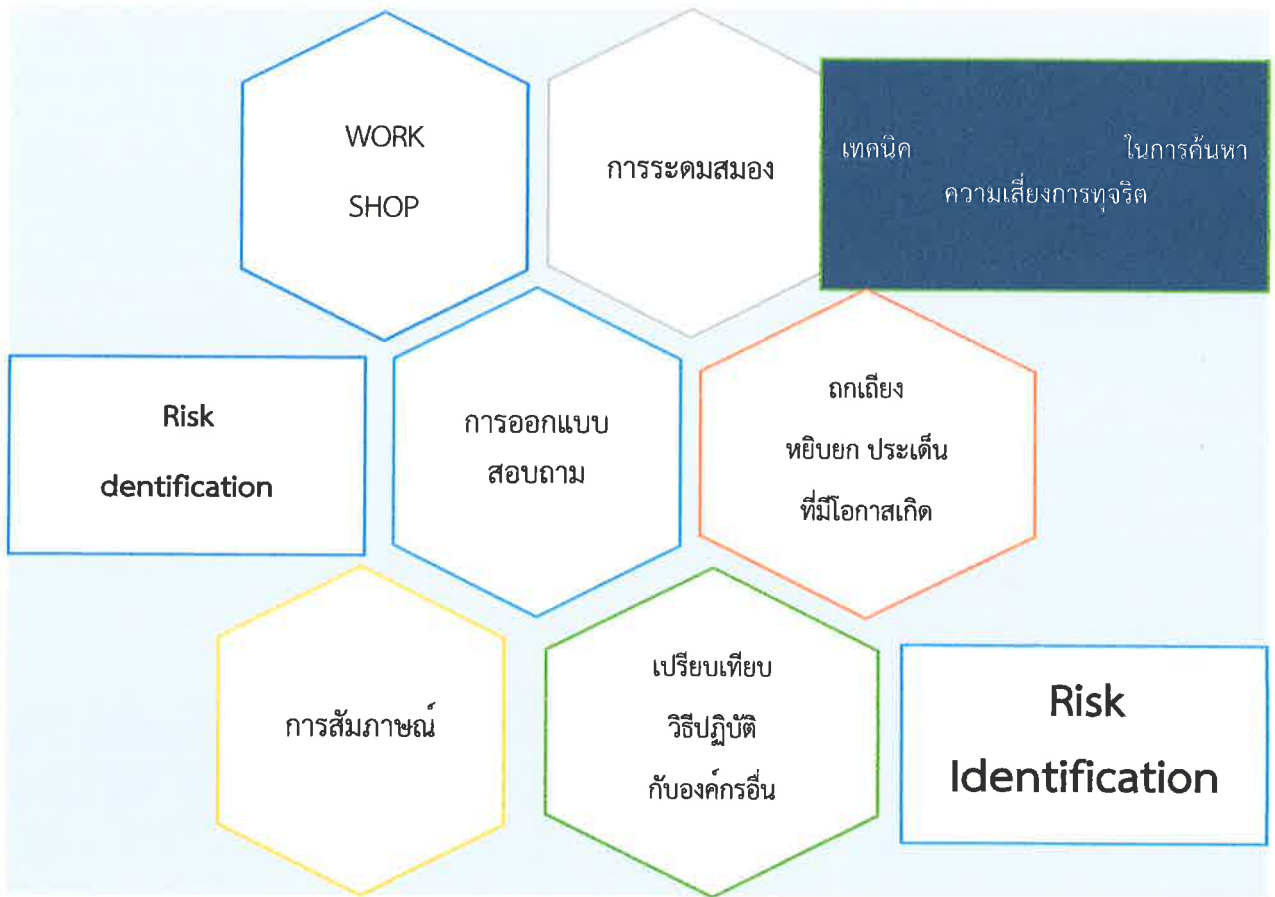 WORK
SHOP
การระดมสมอง
เทคนิค ในการค้นหา
ความเสี่ยงการทุจริต
Risk
dentification
การออกแบบ
สอบถาม
ถกเถียง
หยิบยก ประเด็น
ที่มีโอกาสเกิด
การสัมภาษณ์
เปรียบเทียบ
วิธีปฏิบัติ
กับองค์กรอื่น
Risk
Identification